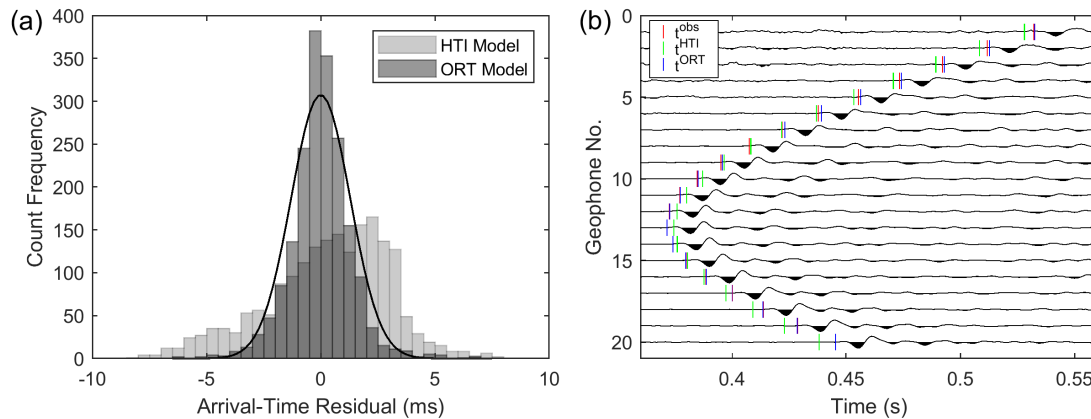 (a)
400
350
300
250
200
150
100
50
0
Count Frequency
-10
-5
0
5
10
Arrival-Time Residual (ms)
HTI Model
ORT Model
(b)
0
5
10
15
20
Geophone No.
t^obs
t^HTI
t^ORT
0.4
0.45
0.5
0.55
Time (s)